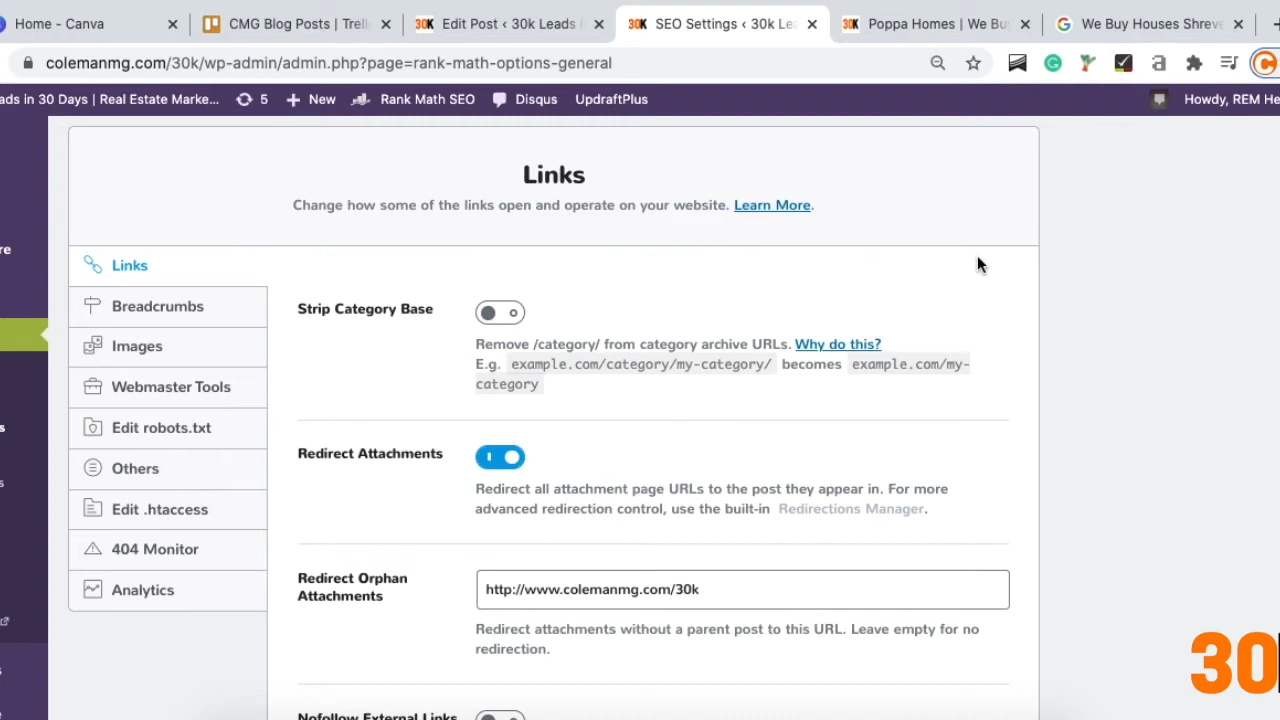 Home - Canva
CMG Blog Posts | Trell
30K Edit Post ‹ 30k Leads i
30K SEO Settings ‹ 30k Lea
30K Poppa Homes | We Buy
We Buy Houses Shreve
colemanmg.com/30k/wp-admin/admin.php?page=rank-math-options-general
ads in 30 Days | Real Estate Marke... 5 New Rank Math SEO Disqus UpdraftPlus Howdy, REM He
Links
Change how some of the links open and operate on your website. Learn More.
re
Links
Breadcrumbs
Images
Webmaster Tools
Edit robots.txt
Others
Edit .htaccess
404 Monitor
Analytics
Strip Category Base
Remove /category/ from category archive URLs. Why do this?
E.g. example.com/category/my-category/ becomes example.com/my-
category
Redirect Attachments
Redirect all attachment page URLs to the post they appear in. For more
advanced redirection control, use the built-in Redirections Manager.
Redirect Orphan
Attachments
http://www.colemanmg.com/30k
Redirect attachments without a parent post to this URL. Leave empty for no
redirection.
Nofollow External Links
30